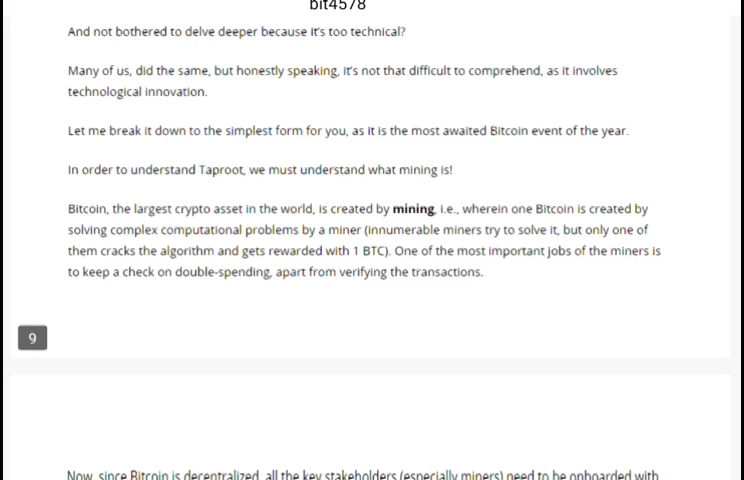 bit4578
And not bothered to delve deeper because it's too technical?
Many of us, did the same, but honestly speaking, it's not that difficult to comprehend, as it involves
technological innovation.
Let me break it down to the simplest form for you, as it is the most awaited Bitcoin event of the year.
In order to understand Taproot, we must understand what mining is!
Bitcoin, the largest crypto asset in the world, is created by mining, i.e., wherein one Bitcoin is created by
solving complex computational problems by a miner (innumerable miners try to solve it, but only one of
them cracks the algorithm and gets rewarded with 1 BTC). One of the most important jobs of the miners is
to keep a check on double-spending, apart from verifying the transactions.
9
Now, since Bitcoin is decentralized, all the key stakeholders (especially miners) need to be onboarded with